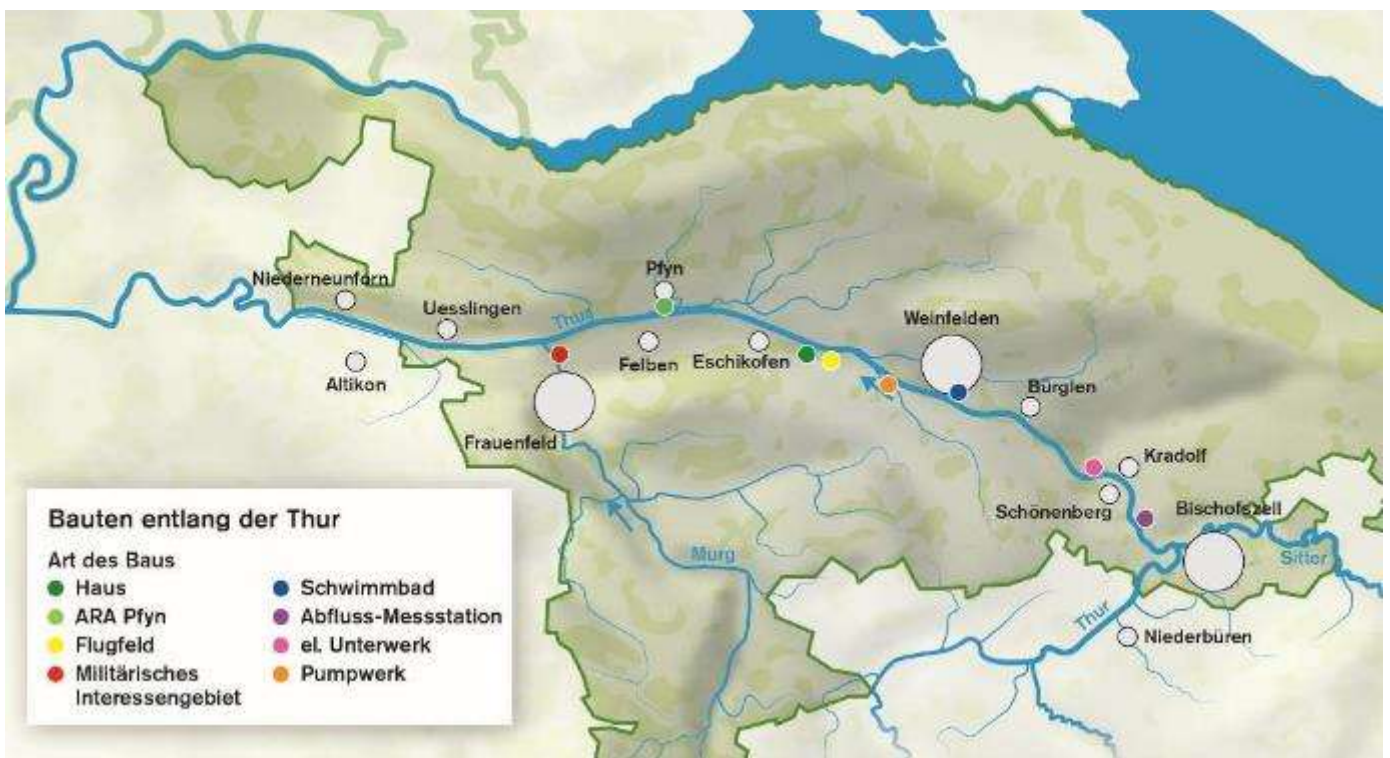 Niederneunforn
Uesslingen
Altikon
Thur
Pfyn
Felben
Eschikofen
Weinfelden
Bürglen
Frauenfeld
Kradolf
Schönenberg
Bischofszell
Sitter
Murg
Thur
Niederbüren
Bauten entlang der Thur
Art des Baus
Haus
ARA Pfyn
Flugfeld
Militärisches
Interessengebiet
Schwimmbad
Abfluss-Messstation
el. Unterwerk
Pumpwerk